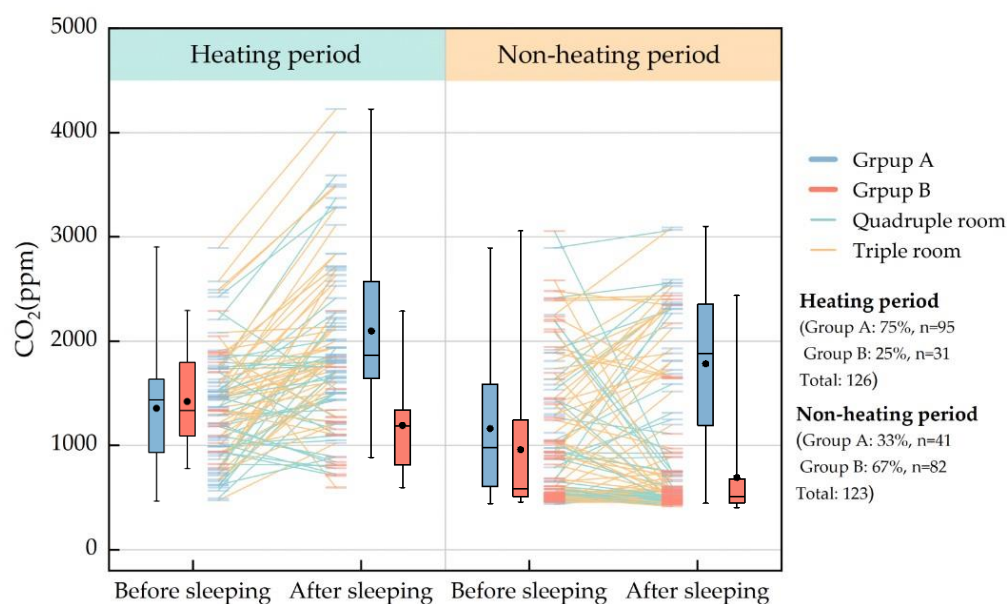 5000
4000
3000
2000
1000
0
CO2(ppm)
Heating period
Non-heating period
Before sleeping
After sleeping
Before sleeping
After sleeping
Grpup A
Grpup B
Quadruple room
Triple room
Heating period
(Group A: 75%, n=95
Group B: 25%, n=31
Total: 126)
Non-heating period
(Group A: 33%, n=41
Group B: 67%, n=82
Total: 123)